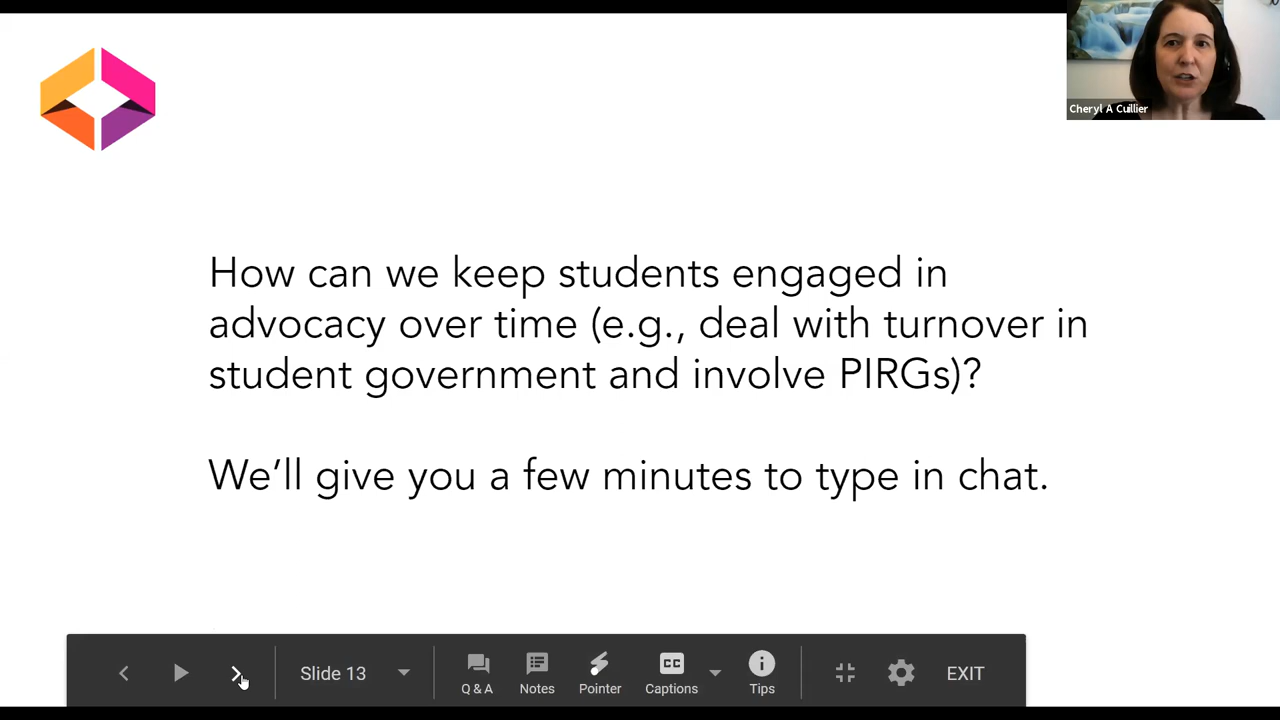 Cheryl A Cuillier
How can we keep students engaged in
advocacy over time (e.g., deal with turnover in
student government and involve PIRGs)?
We'll give you a few minutes to type in chat.
Slide 13
Q & A
Notes
Pointer
CC
Captions
Tips
EXIT